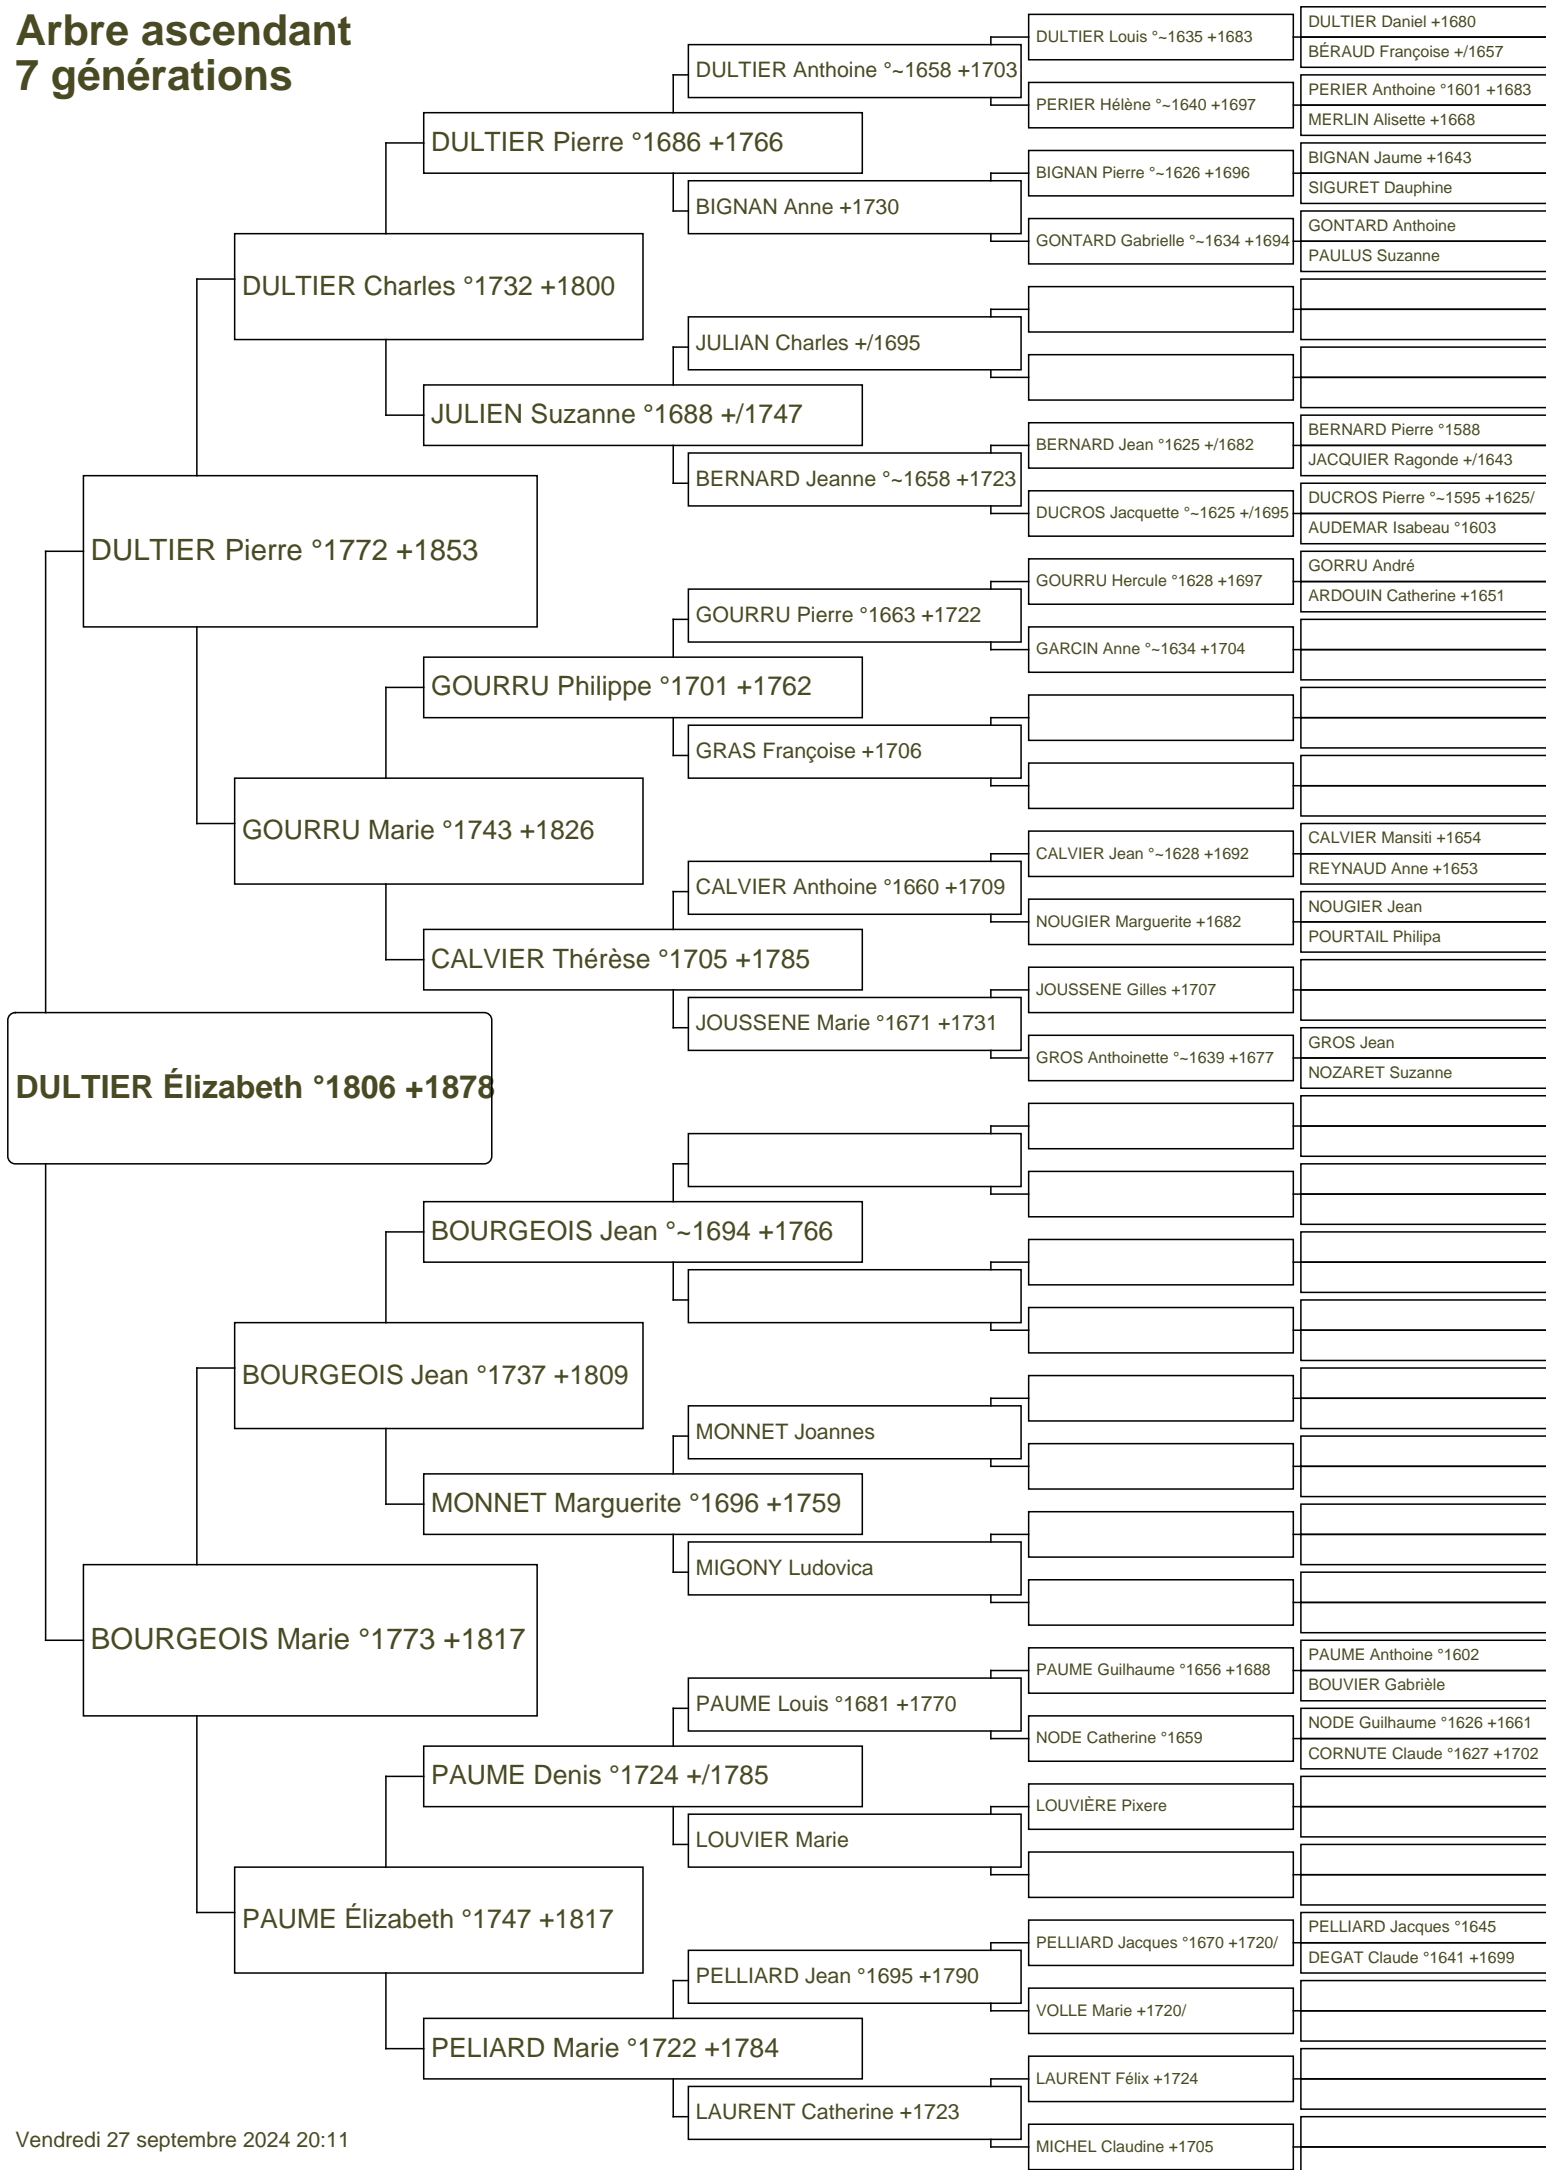 Arbre ascendant
7 générations
DULTIER Élizabeth °1806 +1878
DULTIER Pierre °1772 +1853
BOURGEOIS Marie °1773 +1817
DULTIER Charles °1732 +1800
GOURRU Marie °1743 +1826
BOURGEOIS Jean °1737 +1809
PAUME Élizabeth °1747 +1817
DULTIER Pierre °1686 +1766
JULIEN Suzanne °1688 +/1747
GOURRU Philippe °1701 +1762
CALVIER Thérèse °1705 +1785
BOURGEOIS Jean °~1694 +1766
MONNET Marguerite °1696 +1759
PAUME Denis °1724 +/1785
PELIARD Marie °1722 +1784
DULTIER Anthoine °~1658 +1703
BIGNAN Anne +1730
JULIAN Charles +/1695
BERNARD Jeanne °~1658 +1723
GOURRU Pierre °1663 +1722
GRAS Françoise +1706
CALVIER Anthoine °1660 +1709
JOUSSENE Marie °1671 +1731
MONNET Joannes
MIGONY Ludovica
PAUME Louis °1681 +1770
LOUVIER Marie
PELLIARD Jean °1695 +1790
LAURENT Catherine +1723
DULTIER Louis °~1635 +1683
PERIER Hélène °~1640 +1697
BIGNAN Pierre °~1626 +1696
GONTARD Gabrielle °~1634 +1694
BERNARD Jean °1625 +/1682
DUCROS Jacquette °~1625 +/1695
GOURRU Hercule °1628 +1697
GARCIN Anne °~1634 +1704
CALVIER Jean °~1628 +1692
NOUGIER Marguerite +1682
JOUSSENE Gilles +1707
GROS Anthoinette °~1639 +1677
PAUME Guilhaume °1656 +1688
NODE Catherine °1659
LOUVIÈRE Pixere
PELLIARD Jacques °1670 +1720/
VOLLE Marie +1720/
LAURENT Félix +1724
MICHEL Claudine +1705
DULTIER Daniel +1680
BÉRAUD Françoise +/1657
PERIER Anthoine °1601 +1683
MERLIN Alisette +1668
BIGNAN Jaume +1643
SIGURET Dauphine
GONTARD Anthoine
PAULUS Suzanne
BERNARD Pierre °1588
JACQUIER Ragonde +/1643
DUCROS Pierre °~1595 +1625/
AUDEMAR Isabeau °1603
GORRU André
ARDOUIN Catherine +1651
CALVIER Mansiti +1654
REYNAUD Anne +1653
NOUGIER Jean
POURTAIL Philipa
GROS Jean
NOZARET Suzanne
PAUME Anthoine °1602
BOUVIER Gabrièle
NODE Guilhaume °1626 +1661
CORNUTE Claude °1627 +1702
PELLIARD Jacques °1645
DEGAT Claude °1641 +1699
Vendredi 27 septembre 2024 20:11